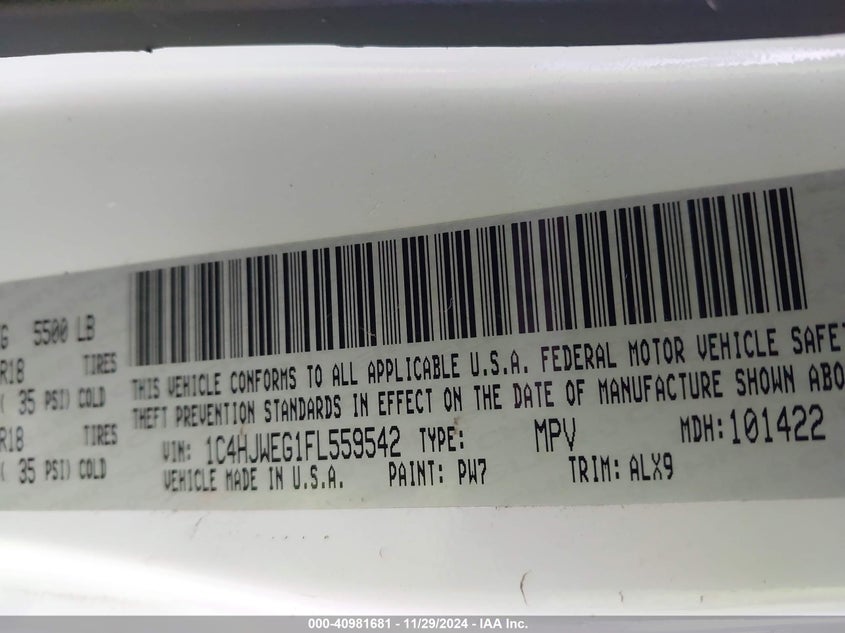 G 5500 LB
R18 TIRES
( 35 PSI) COLD
R18 TIRES
( 35 PSI) COLD
THIS VEHICLE CONFORMS TO ALL APPLICABLE U.S.A. FEDERAL MOTOR VEHICLE SAFET
THEFT PREVENTION STANDARDS IN EFFECT ON THE DATE OF MANUFACTURE SHOWN ABO
VIN: 1C4HJWEG1FL559542 TYPE: MPV MDH:101422
VEHICLE MADE IN U.S.A. PAINT: PW7 TRIM: ALX9
000-40981681 - 11/29/2024 - IAA Inc.